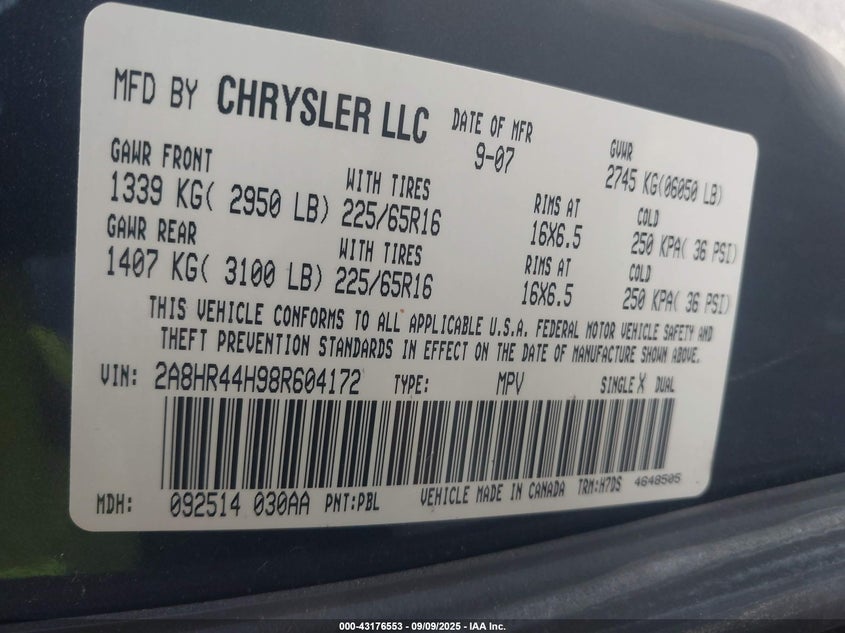 MFD BY CHRYSLER LLC DATE OF MFR GVWR
9-07 2745 KG(06050 LB)
GAWR FRONT WITH TIRES RIMS AT COLD
1339 KG( 2950 LB) 225/65R16 16X6.5 250 KPA( 36 PSI)
GAWR REAR WITH TIRES RIMS AT COLD
1407 KG( 3100 LB) 225/65R16 16X6.5 250 KPA( 36 PSI)
THIS VEHICLE CONFORMS TO ALL APPLICABLE U.S.A. FEDERAL MOTOR VEHICLE SAFETY AND
THEFT PREVENTION STANDARDS IN EFFECT ON THE DATE OF MANUFACTURE SHOWN ABOVE.
VIN: 2A8HR44H98R604172 TYPE: MPV SINGLE X DUAL
MDH: 092514 030AA PNT:PBL VEHICLE MADE IN CANADA TRM:H7DS 4648505
000-43176553 - 09/09/2025 - IAA Inc.